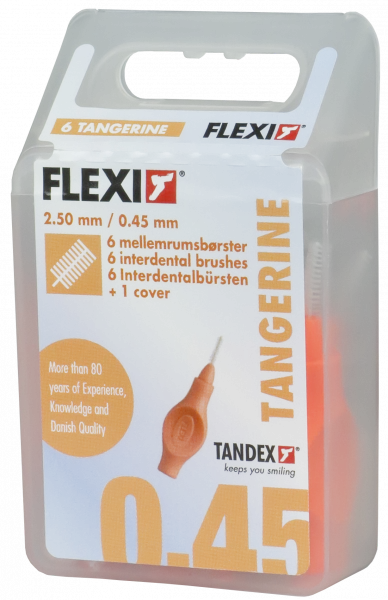 6 TANGERINE
FLEXI®
FLEXI®
2.50 mm / 0.45 mm
6 mellemrumsbørster
6 interdental brushes
6 Interdentalbürsten
+ 1 cover
TANGERINE
More than 80
years of Experience,
Knowledge and
Danish Quality
TANDEX®
keeps you smiling
0.45